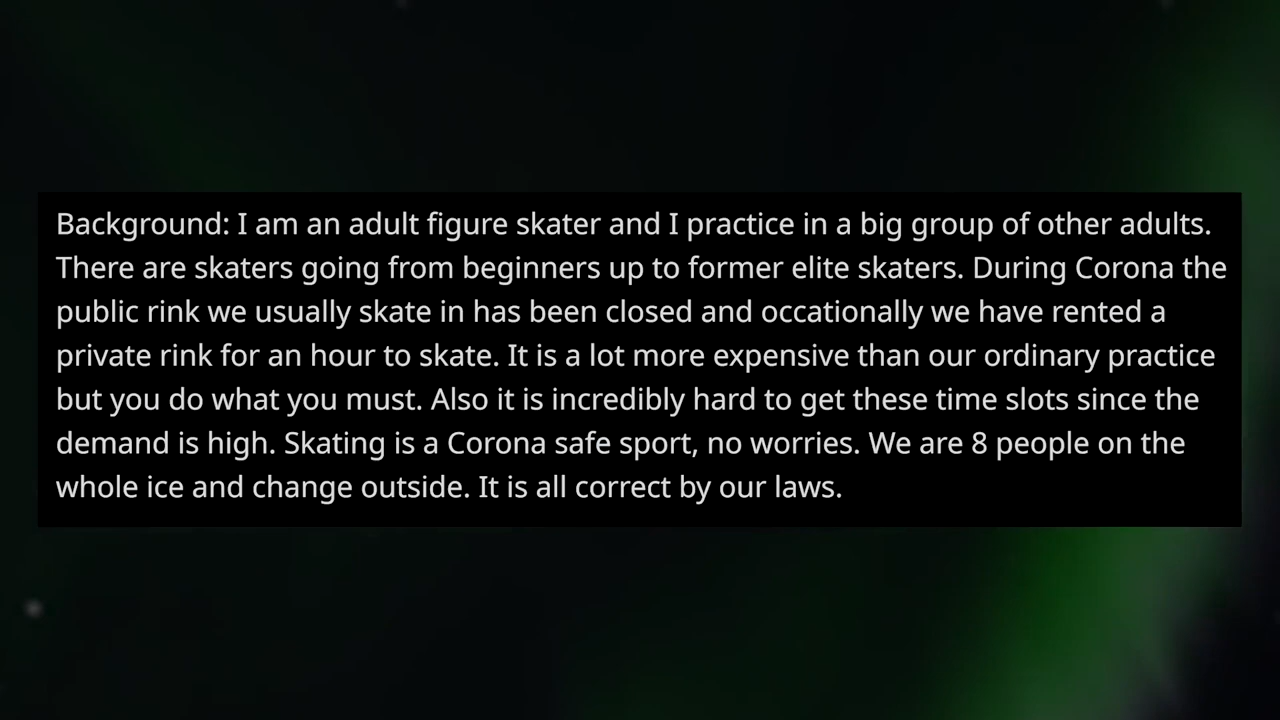 Background: I am an adult figure skater and I practice in a big group of other adults.
There are skaters going from beginners up to former elite skaters. During Corona the
public rink we usually skate in has been closed and occationally we have rented a
private rink for an hour to skate. It is a lot more expensive than our ordinary practice
but you do what you must. Also it is incredibly hard to get these time slots since the
demand is high. Skating is a Corona safe sport, no worries. We are 8 people on the
whole ice and change outside. It is all correct by our laws.